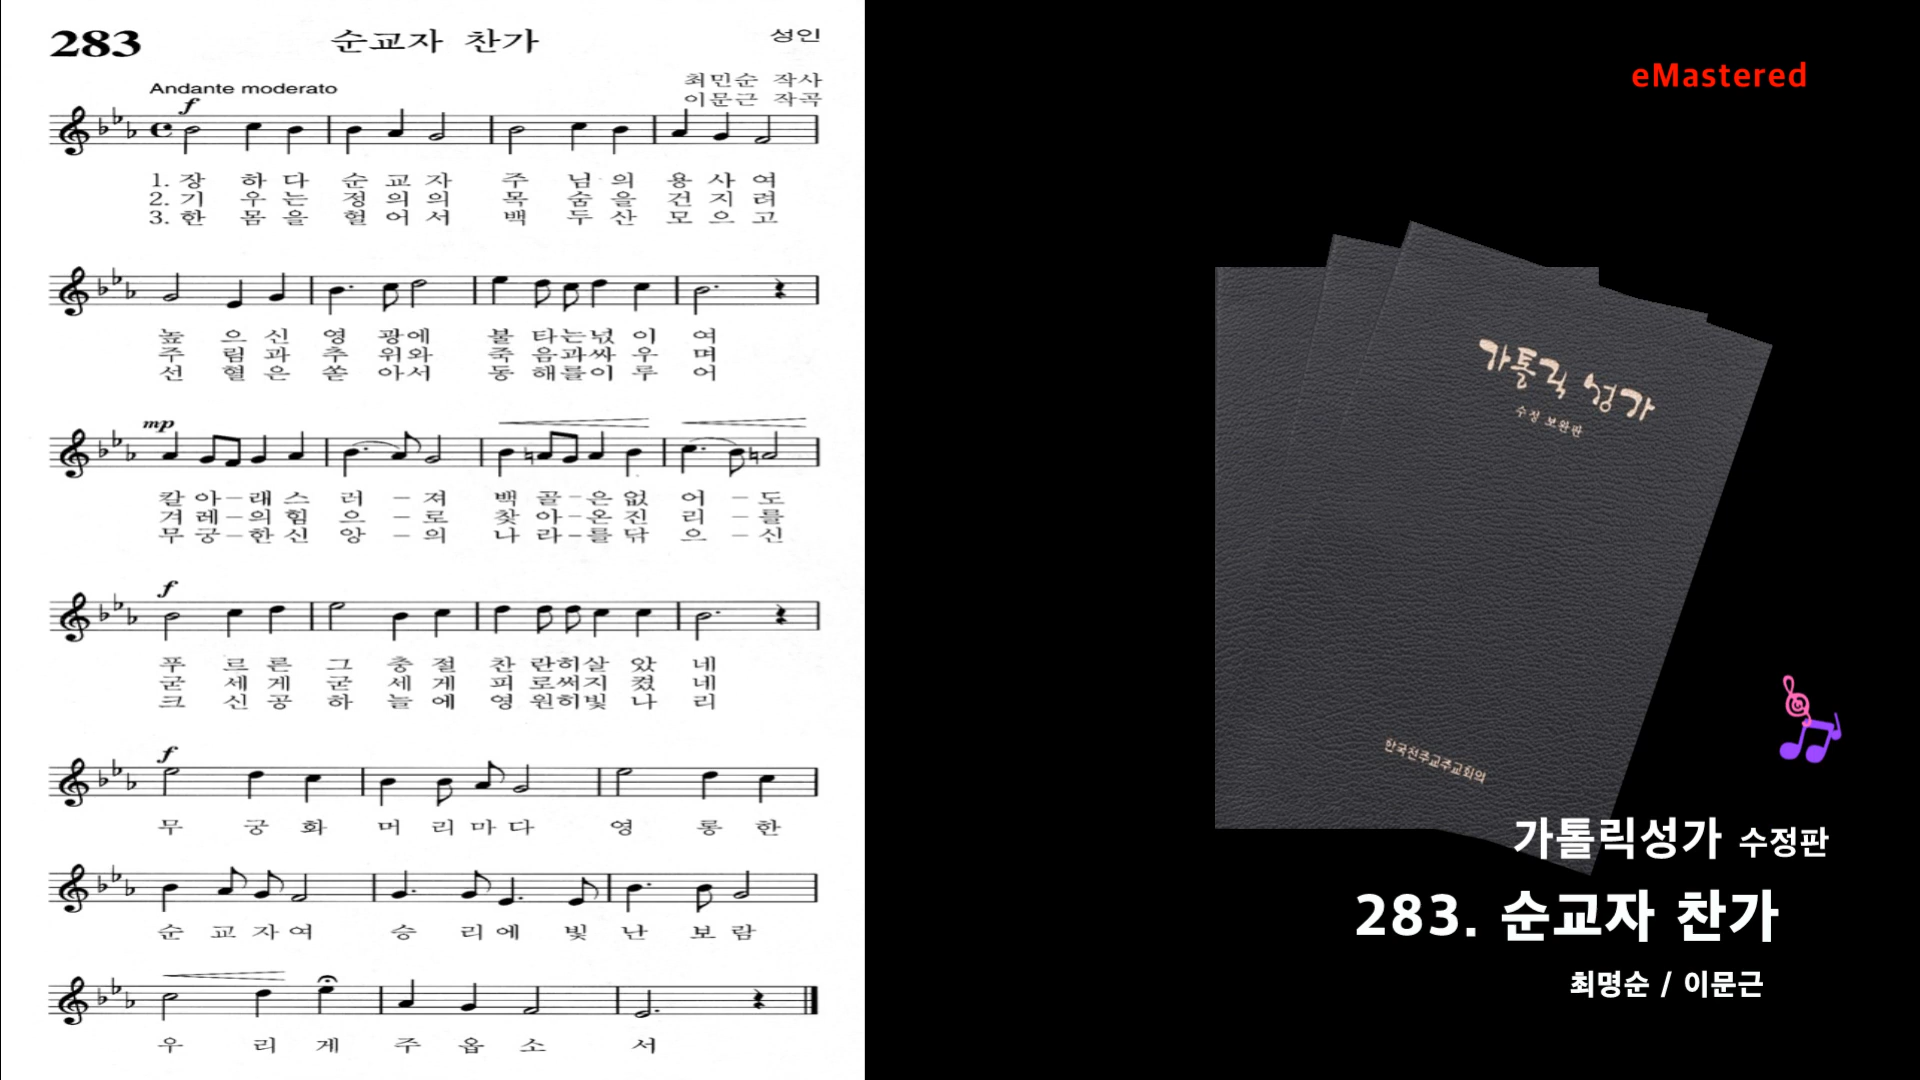 283
순교자 찬가
성인
최민순 작사
이문근 작곡
Andante moderato
f
1. 장 하 다 순 교 자 주 님 의 용 사 여
2. 기 우 는 정 의 의 목 숨 을 건 지 려
3. 한 몸 을 헐 어 서 백 두 산 모 으 고
높 으 신 영 광에 불 타는넋 이 여
주 림 과 추 위와 죽 음과싸 우 며
선 혈 은 쏟 아서 동 해를이 루 어
mp
칼 아-래 스 러 - 져 백 골-은 없 어 - 도
겨 레-의 힘 으 - 로 찾 아-온 진 리 - 를
무 궁-한 신 앙 - 의 나 라-를 닦 으 - 신
f
푸 르 른 그 충 절 찬 란히살 았 네
굳 세 게 굳 세 게 피 로써지 켰 네
크 신 공 하 늘 에 영 원히빛 나 리
f
무 궁 화 머 리 마 다 영 롱 한
순 교 자 여 승 리 에 빛 난 보 람
우 리 게 주 옵 소 서
eMastered
가톨릭 성가
수정 보완판
한국천주교주교회의
가톨릭성가 수정판
283. 순교자 찬가
최명순 / 이문근